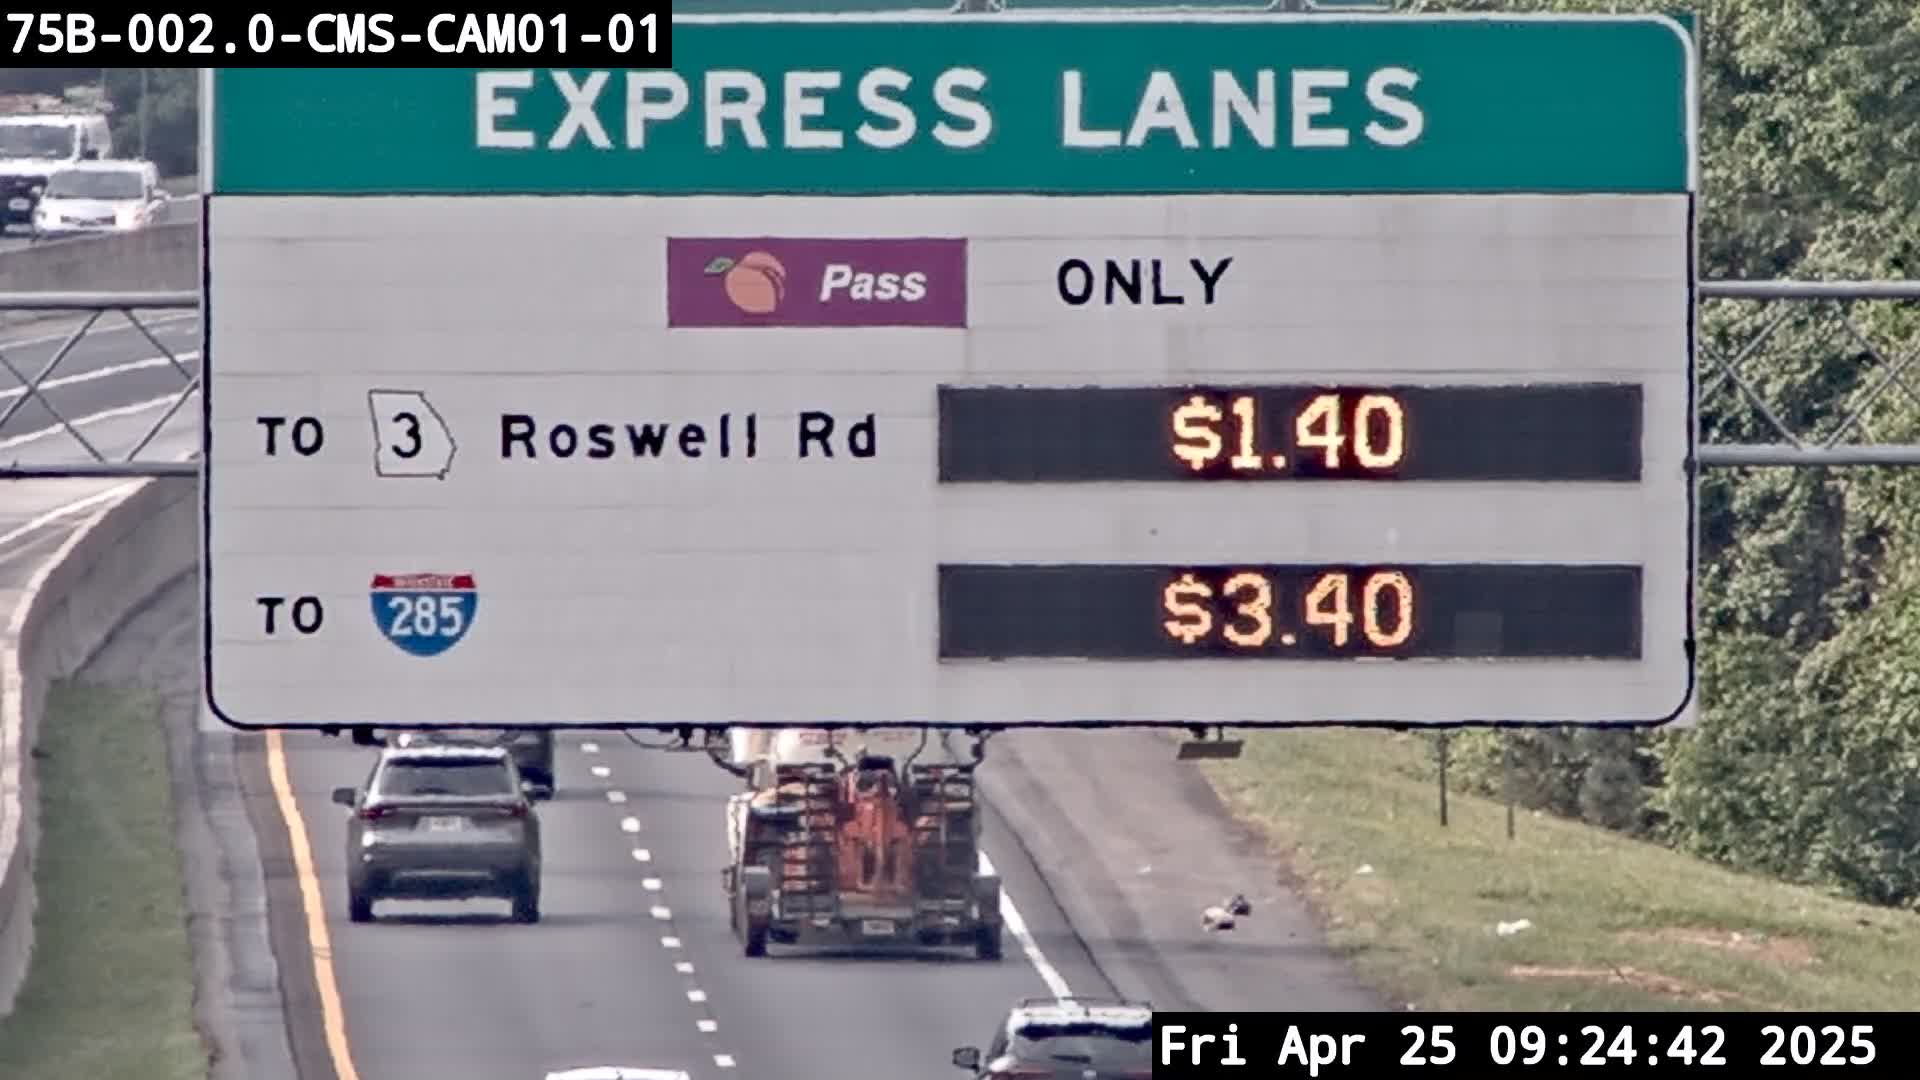 75B-002.0-CMS-CAM01-01
EXPRESS LANES
Pass ONLY
TO 3 Roswell Rd $1.40
INTERSTATE
TO 285 $3.40
Fri Apr 25 09:24:42 2025